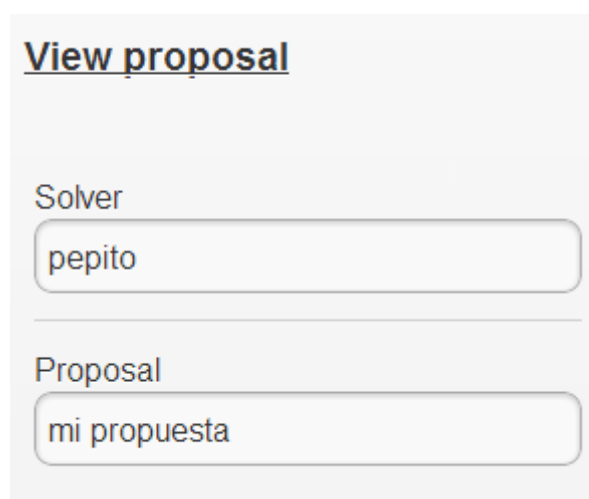 View proposal
Solver
pepito
Proposal
mi propuesta